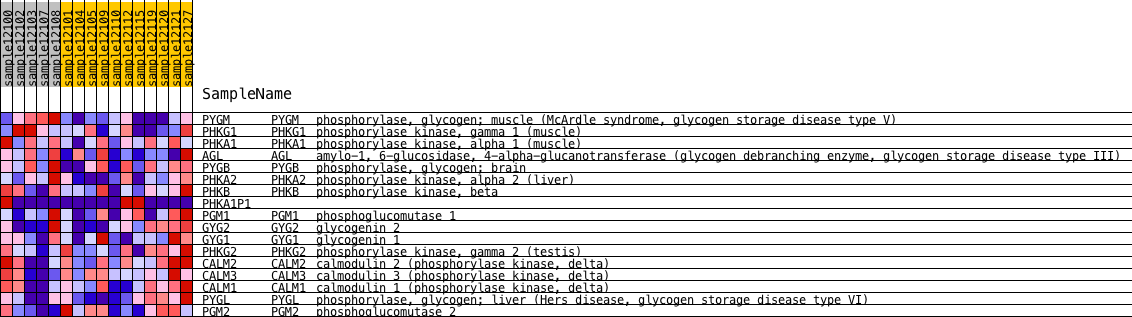 sample12100
sample12102
sample12103
sample12107
sample12108
sample12101
sample12104
sample12105
sample12109
sample12110
sample12112
sample12115
sample12119
sample12120
sample12121
sample12127
SampleName
PYGM PYGM phosphorylase, glycogen; muscle (McArdle syndrome, glycogen storage disease type V)
PHKG1 PHKG1 phosphorylase kinase, gamma 1 (muscle)
PHKA1 PHKA1 phosphorylase kinase, alpha 1 (muscle)
AGL AGL amylo-1, 6-glucosidase, 4-alpha-glucanotransferase (glycogen debranching enzyme, glycogen storage disease type III)
PYGB PYGB phosphorylase, glycogen; brain
PHKA2 PHKA2 phosphorylase kinase, alpha 2 (liver)
PHKB PHKB phosphorylase kinase, beta
PHKA1P1
PGM1 PGM1 phosphoglucomutase 1
GYG2 GYG2 glycogenin 2
GYG1 GYG1 glycogenin 1
PHKG2 PHKG2 phosphorylase kinase, gamma 2 (testis)
CALM2 CALM2 calmodulin 2 (phosphorylase kinase, delta)
CALM3 CALM3 calmodulin 3 (phosphorylase kinase, delta)
CALM1 CALM1 calmodulin 1 (phosphorylase kinase, delta)
PYGL PYGL phosphorylase, glycogen; liver (Hers disease, glycogen storage disease type VI)
PGM2 PGM2 phosphoglucomutase 2